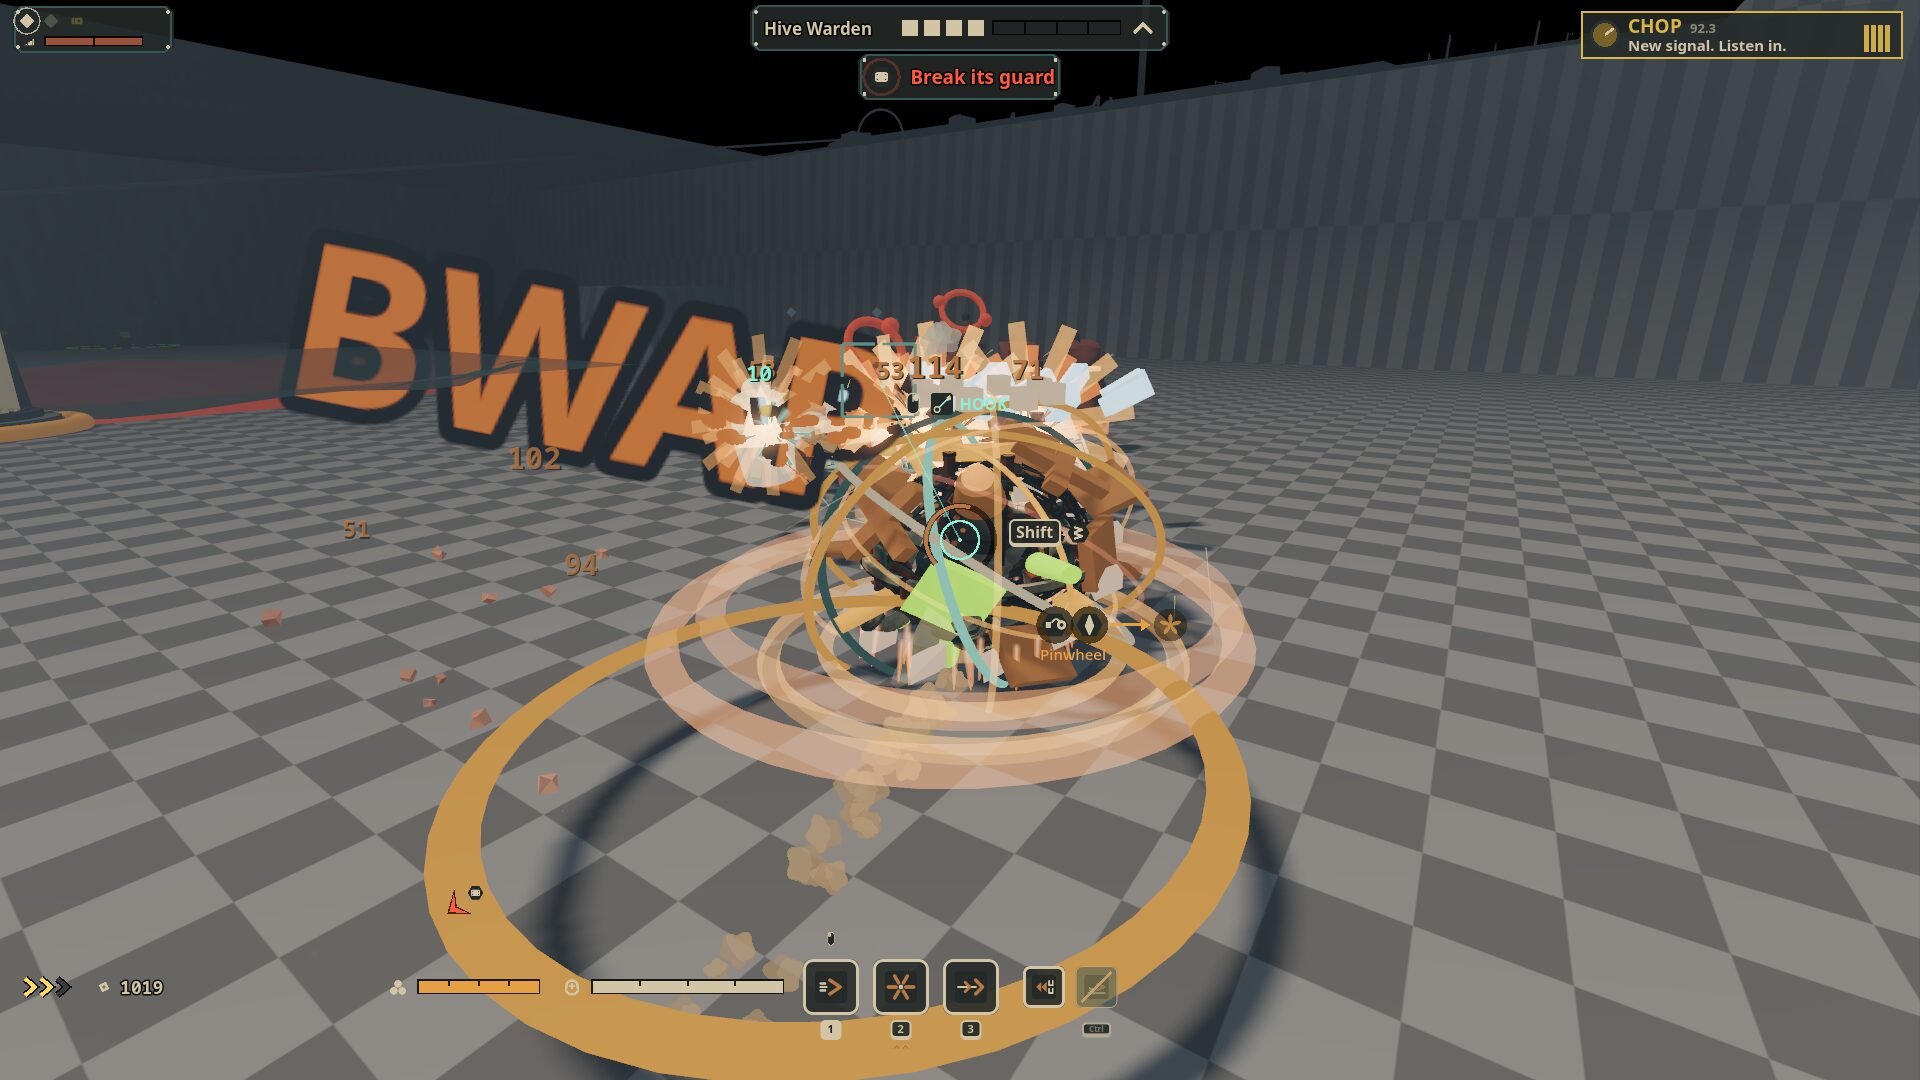 Hive Warden
Break its guard
CHOP 92.3
New signal. Listen in.
10
53
114
71
HOOK
102
51
94
Shift
Pinwheel
1019
1
2
3
Ctrl